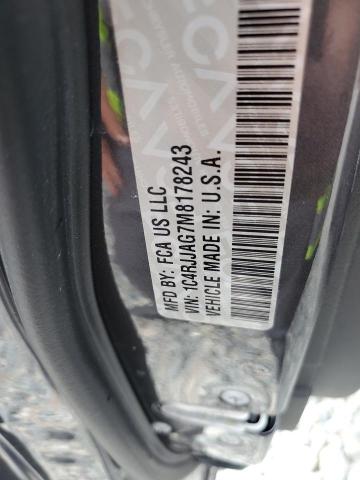 MFD BY: FCA US LLC
VIN: 1C4RJJAG7M8178243
VEHICLE MADE IN: U.S.A.